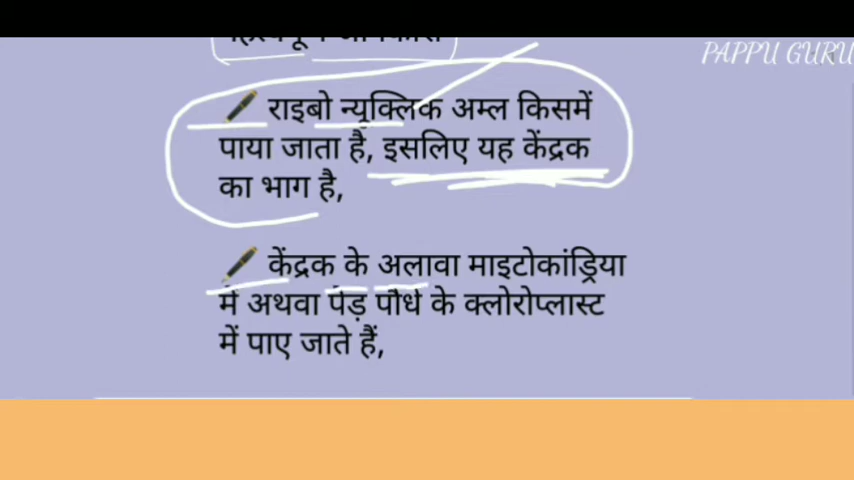 PAPPU GURU
राइबो न्यूक्लिक अम्ल किसमें
पाया जाता है, इसलिए यह केंद्रक
का भाग है,
केंद्रक के अलावा माइटोकांड्रिया
में अथवा पेड़ पौधे के क्लोरोप्लास्ट
में पाए जाते हैं,